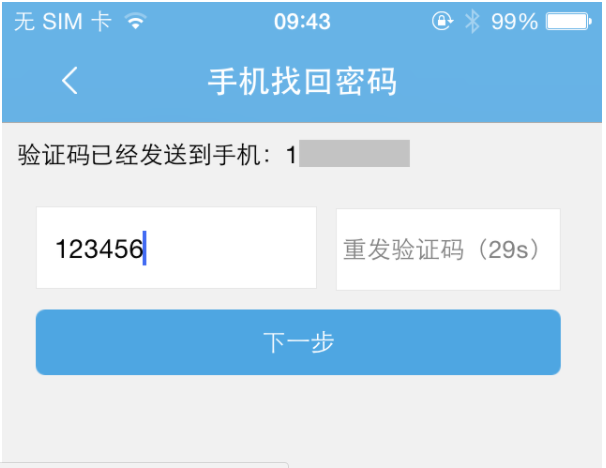 无 SIM 卡 09:43 99%
手机找回密码
验证码已经发送到手机：1
123456 重发验证码（29s）
下一步